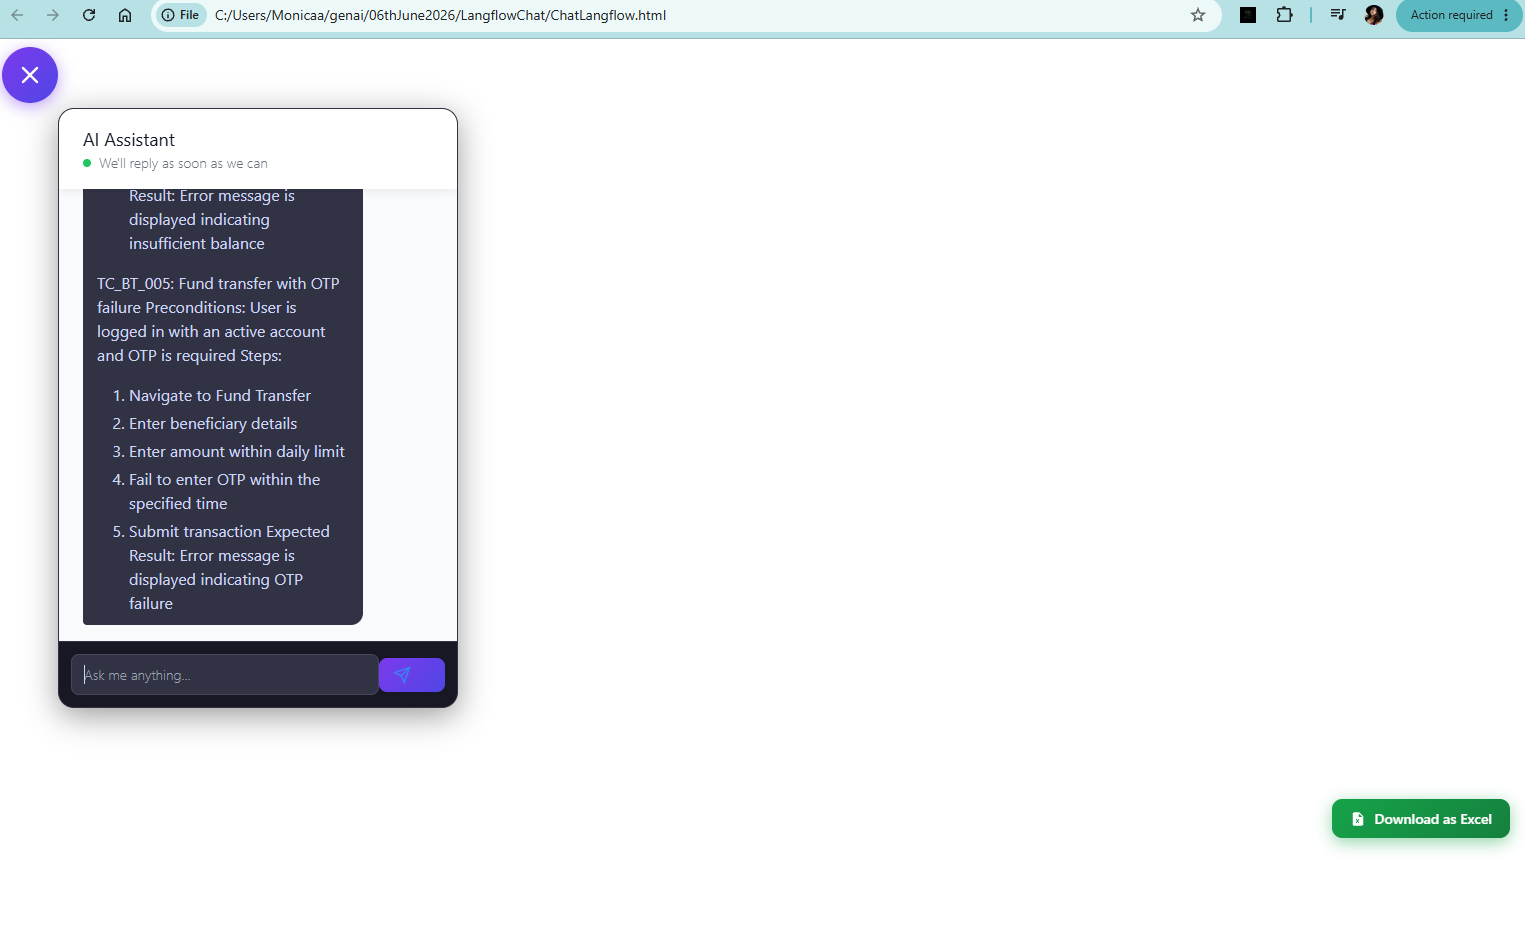 File
C:/Users/Monicaa/genai/06thJune2026/LangflowChat/ChatLangflow.html
Action required
AI Assistant
We'll reply as soon as we can
Result: Error message is
displayed indicating
insufficient balance
TC_BT_005: Fund transfer with OTP
failure Preconditions: User is
logged in with an active account
and OTP is required Steps:
1. Navigate to Fund Transfer
2. Enter beneficiary details
3. Enter amount within daily limit
4. Fail to enter OTP within the
specified time
5. Submit transaction Expected
Result: Error message is
displayed indicating OTP
failure
Ask me anything...
Download as Excel